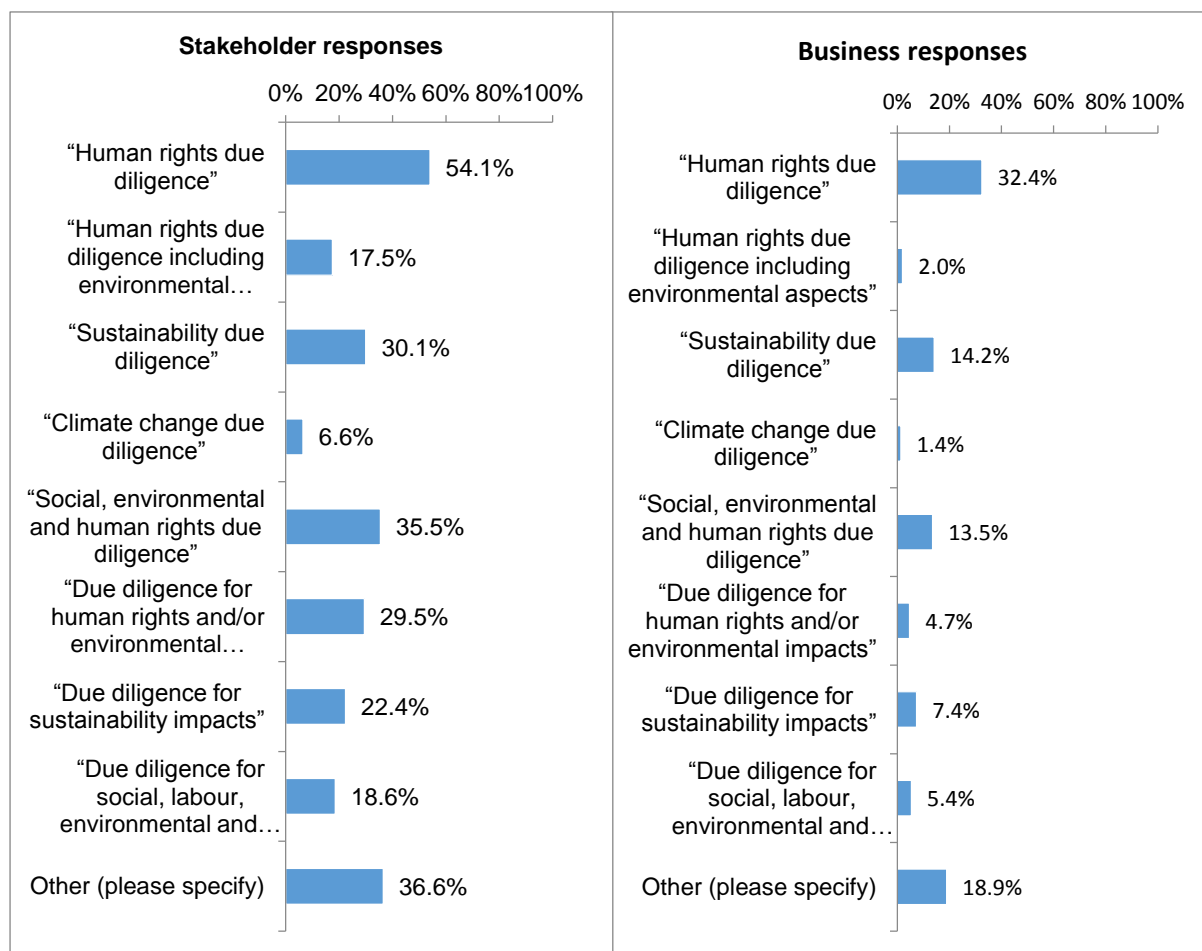 Stakeholder responses
0% 20% 40% 60% 80% 100%
“Human rights due
diligence”
54.1%
“Human rights due
diligence including
environmental…
17.5%
“Sustainability due
diligence”
30.1%
“Climate change due
diligence”
6.6%
“Social, environmental
and human rights due
diligence”
35.5%
“Due diligence for
human rights and/or
environmental…
29.5%
“Due diligence for
sustainability impacts”
22.4%
“Due diligence for
social, labour,
environmental and…
18.6%
Other (please specify)
36.6%
Business responses
0% 20% 40% 60% 80% 100%
“Human rights due
diligence”
32.4%
“Human rights due
diligence including
environmental aspects”
2.0%
“Sustainability due
diligence”
14.2%
“Climate change due
diligence”
1.4%
“Social, environmental
and human rights due
diligence”
13.5%
“Due diligence for
human rights and/or
environmental impacts”
4.7%
“Due diligence for
sustainability impacts”
7.4%
“Due diligence for
social, labour,
environmental and…
5.4%
Other (please specify)
18.9%